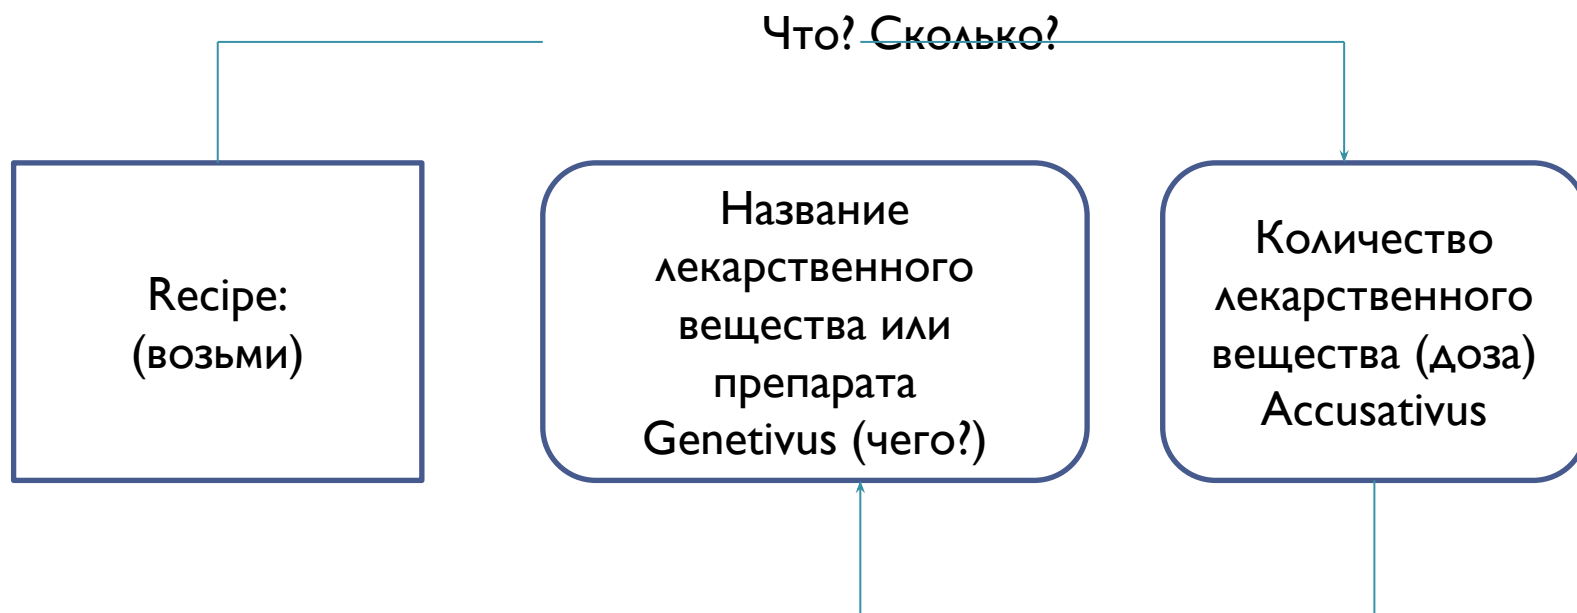 Что? Сколько?
Recipe:
(возьми)
Название
лекарственного
вещества или
препарата
Genetivus (чего?)
Количество
лекарственного
вещества (доза)
Accusativus